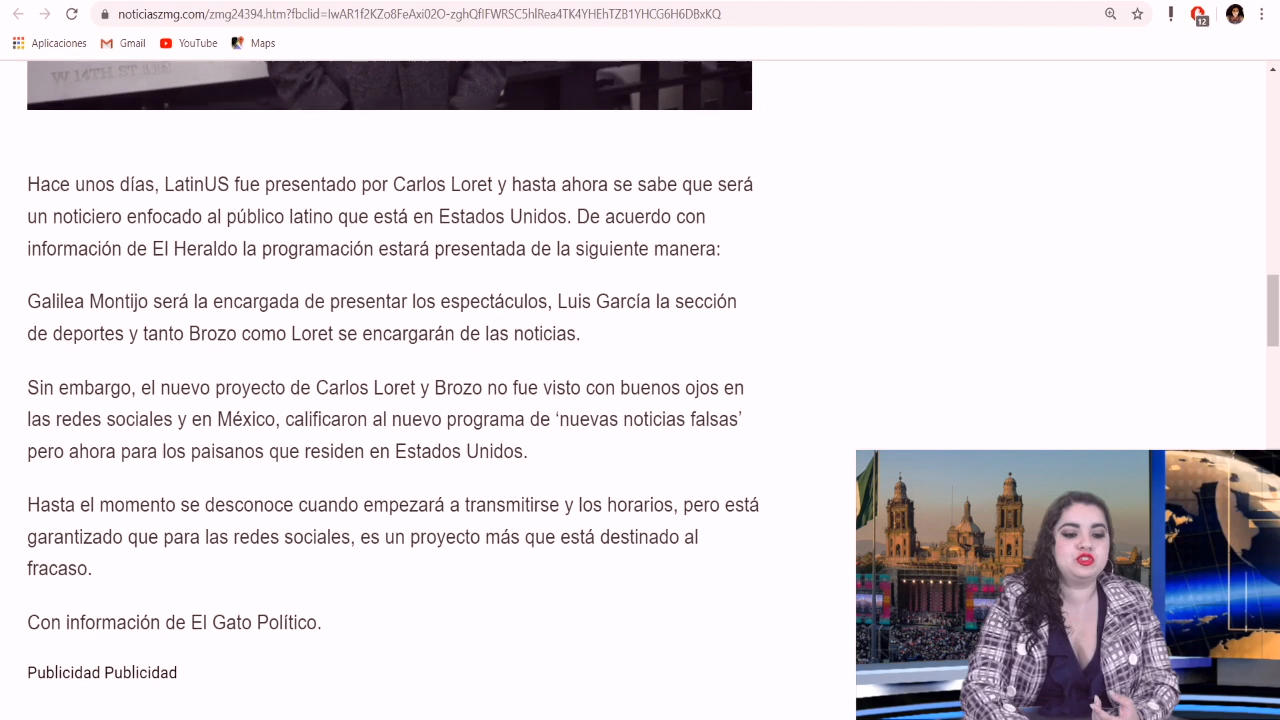 noticiaszmg.com/zmg24394.htm?fbclid=IwAR1f2KZo8FeAxi02O-zghQfIFWRSC5hlRea4TK4YHEhTZB1YHCG6H6DBxKQ
12
Aplicaciones Gmail YouTube Maps
W 14TH ST
Hace unos días, LatinUS fue presentado por Carlos Loret y hasta ahora se sabe que será
un noticiero enfocado al público latino que está en Estados Unidos. De acuerdo con
información de El Heraldo la programación estará presentada de la siguiente manera:
Galilea Montijo será la encargada de presentar los espectáculos, Luis García la sección
de deportes y tanto Brozo como Loret se encargarán de las noticias.
Sin embargo, el nuevo proyecto de Carlos Loret y Brozo no fue visto con buenos ojos en
las redes sociales y en México, calificaron al nuevo programa de ‘nuevas noticias falsas’
pero ahora para los paisanos que residen en Estados Unidos.
Hasta el momento se desconoce cuando empezará a transmitirse y los horarios, pero está
garantizado que para las redes sociales, es un proyecto más que está destinado al
fracaso.
Con información de El Gato Político.
Publicidad Publicidad